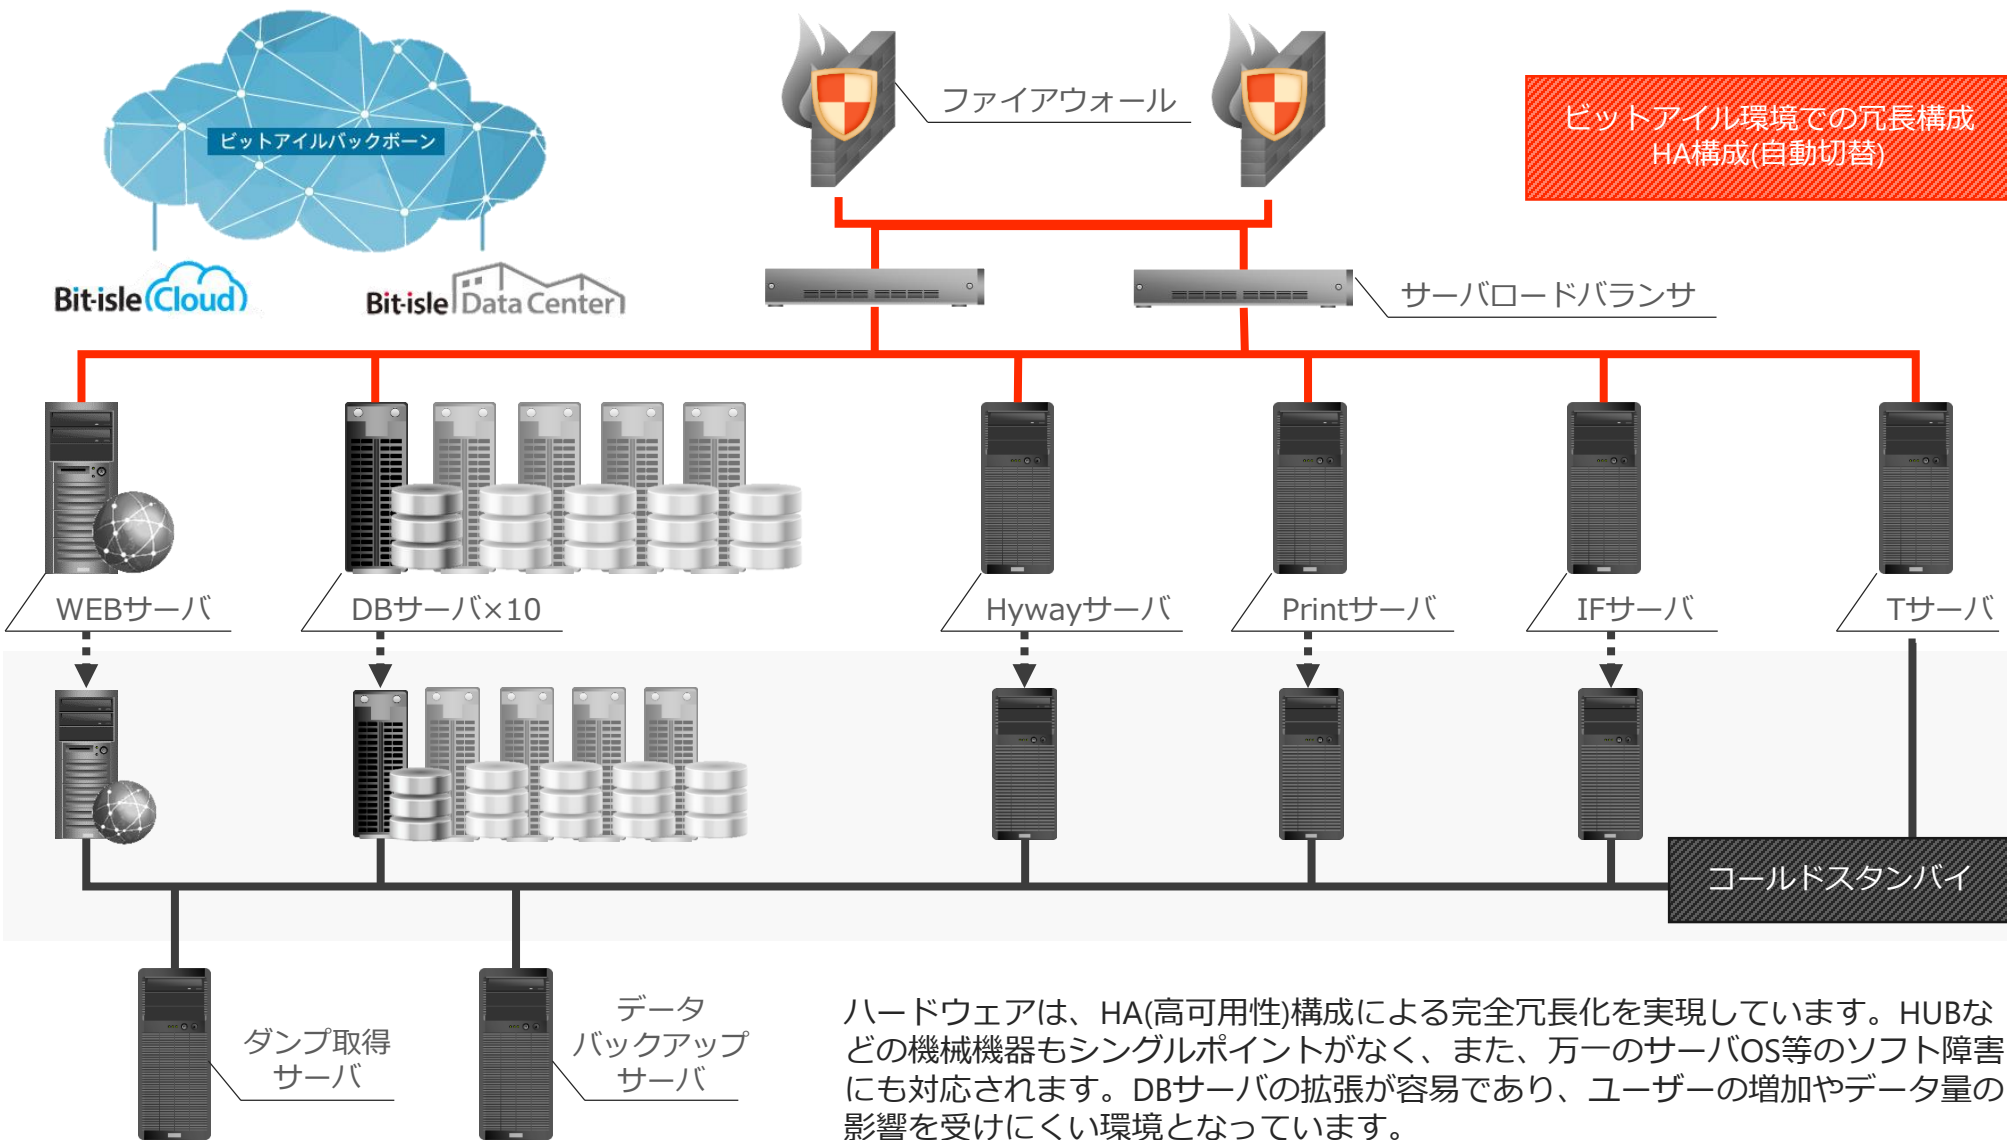 ファイアウォール
ビットアイル環境での冗長構成
HA構成(自動切替)
ビットアイルバックボーン
Bit-isle Cloud
Bit-isle Data Center
サーバロードバランサ
WEBサーバ
DBサーバ×10
Hywayサーバ
Printサーバ
IFサーバ
Tサーバ
コールドスタンバイ
ダンプ取得
サーバ
データ
バックアップ
サーバ
ハードウェアは、HA(高可用性)構成による完全冗長化を実現しています。HUBな
どの機械機器もシングルポイントがなく、また、万一のサーバOS等のソフト障害
にも対応されます。DBサーバの拡張が容易であり、ユーザーの増加やデータ量の
影響を受けにくい環境となっています。